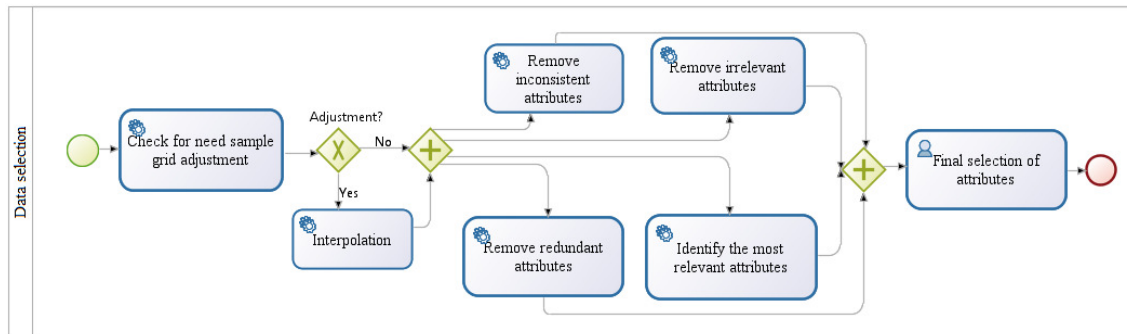 Data selection
Check for need sample
grid adjustment
Adjustment?
No
Yes
Interpolation
Remove
inconsistent
attributes
Remove irrelevant
attributes
Remove redundant
attributes
Identify the most
relevant attributes
Final selection of
attributes